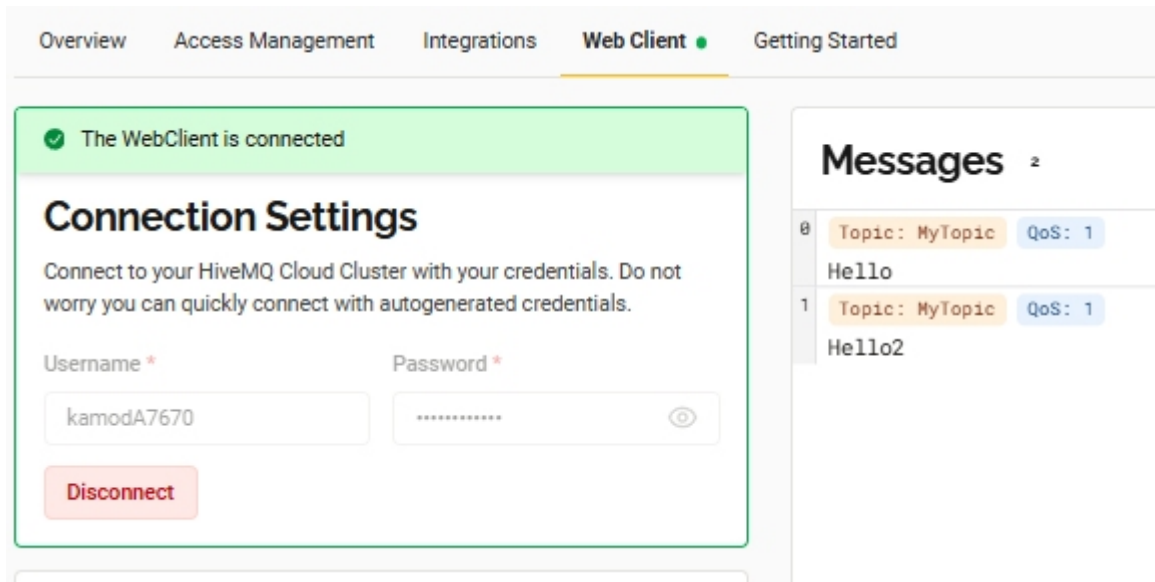 Overview Access Management Integrations Web Client Getting Started
The WebClient is connected
Connection Settings
Connect to your HiveMQ Cloud Cluster with your credentials. Do not
worry you can quickly connect with autogenerated credentials.
Username * Password *
kamodA7670 ••••••••••••
Disconnect
Messages 2
0 Topic: MyTopic QoS: 1
Hello
1 Topic: MyTopic QoS: 1
Hello2